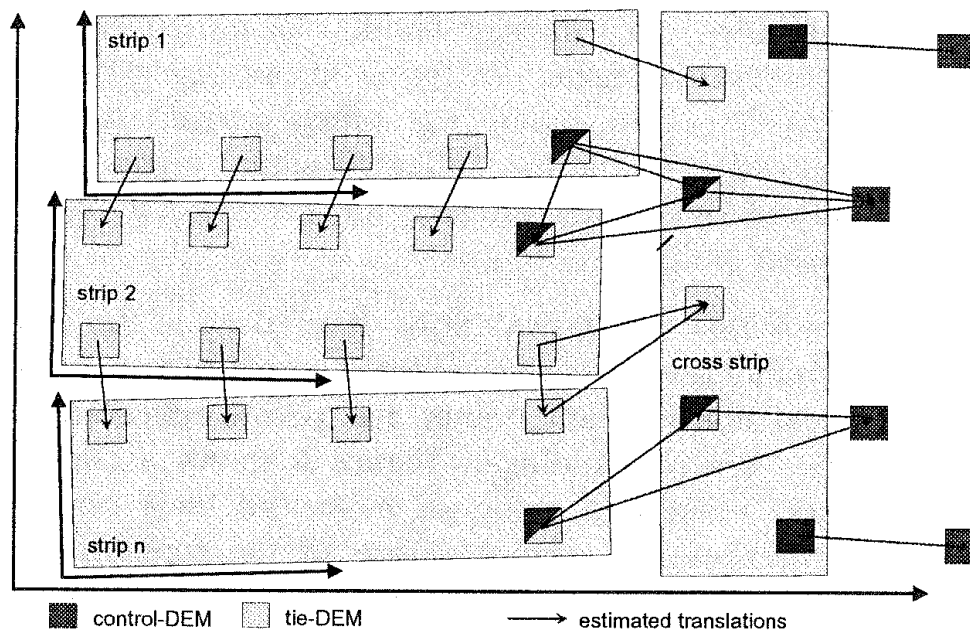 strip 1
strip 2
cross strip
strip n
control-DEM tie-DEM estimated translations